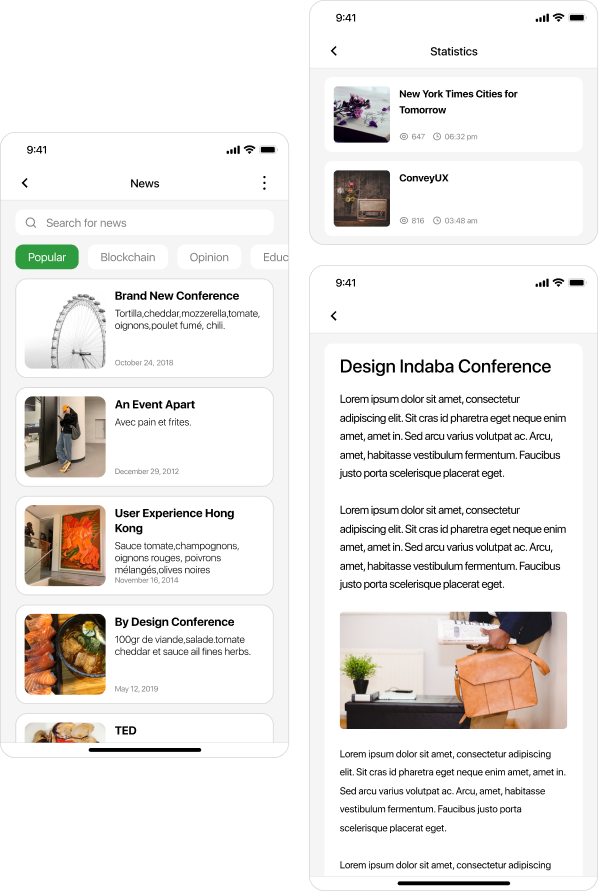 9:41
News
Search for news
Popular
Blockchain
Opinion
Educ
Brand New Conference
Tortilla,cheddar,mozzerella,tomate,
oignons,poulet fumé, chili.
October 24, 2018
An Event Apart
Avec pain et frites.
December 29, 2012
User Experience Hong
Kong
Sauce tomate,champognons,
oignons rouges, poivrons
mélangés,olives noires
November 16, 2014
By Design Conference
100gr de viande,salade.tomate
cheddar et sauce ail fines herbs.
May 12, 2019
TED
9:41
Statistics
New York Times Cities for
Tomorrow
647
06:32 pm
ConveyUX
816
03:48 am
9:41
Design Indaba Conference
Lorem ipsum dolor sit amet, consectetur
adipiscing elit. Sit cras id pharetra eget neque enim
amet, amet in. Sed arcu varius volutpat ac. Arcu,
amet, habitasse vestibulum fermentum. Faucibus
justo porta scelerisque placerat eget.
Lorem ipsum dolor sit amet, consectetur
adipiscing elit. Sit cras id pharetra eget neque enim
amet, amet in. Sed arcu varius volutpat ac. Arcu,
amet, habitasse vestibulum fermentum. Faucibus
justo porta scelerisque placerat eget.
Lorem ipsum dolor sit amet, consectetur adipiscing
elit. Sit cras id pharetra eget neque enim amet, amet in.
Sed arcu varius volutpat ac. Arcu, amet, habitasse
vestibulum fermentum. Faucibus justo porta
scelerisque placerat eget.
Lorem ipsum dolor sit amet, consectetur adipiscing